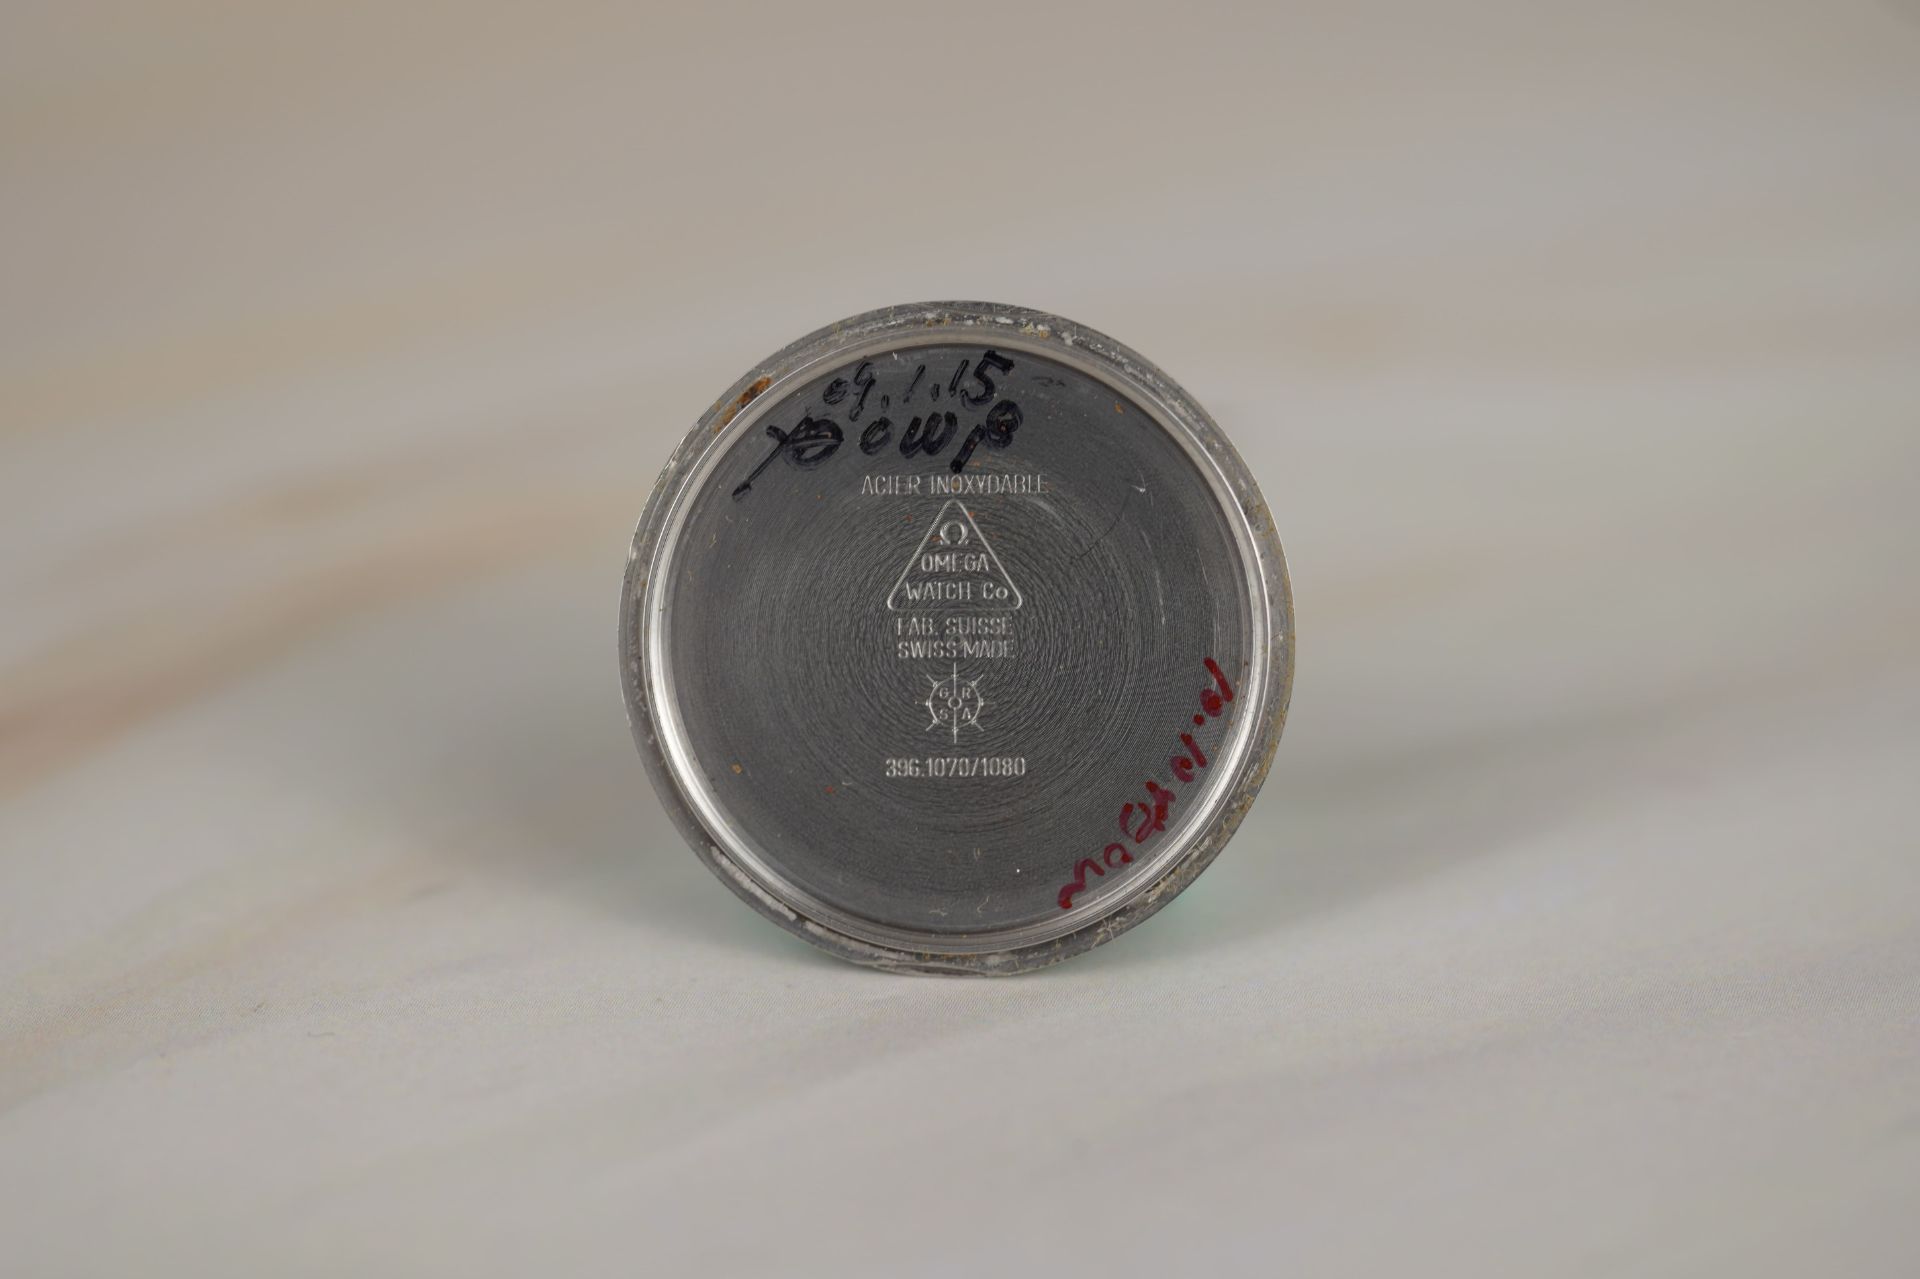 09.1.15
ACIER INOXYDABLE
Ω
OMEGA
WATCH Co
FAB. SUISSE
SWISS MADE
G R
S A
396.1070/1080